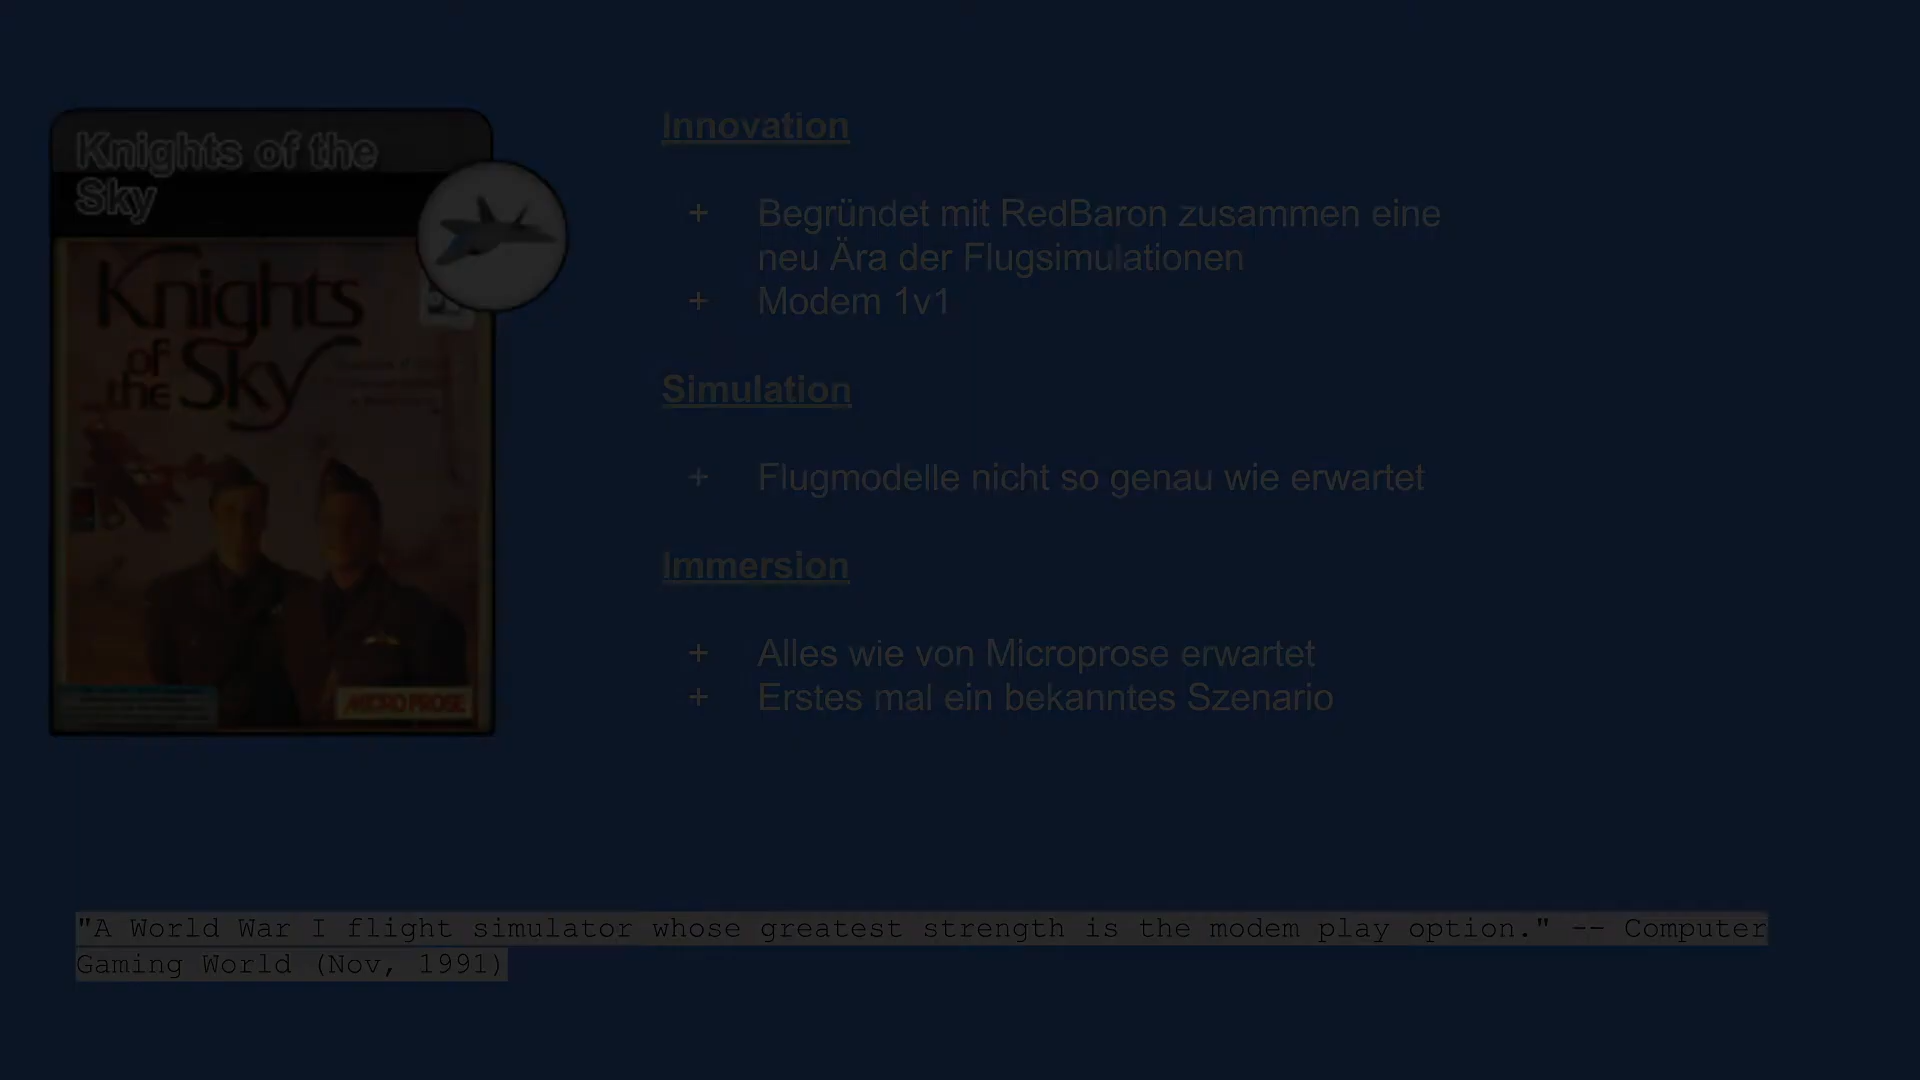 Knights of the
Sky
Knights
of
the Sky
MICROPROSE
Innovation
+ Begründet mit RedBaron zusammen eine
neu Ära der Flugsimulationen
+ Modem 1v1
Simulation
+ Flugmodelle nicht so genau wie erwartet
Immersion
+ Alles wie von Microprose erwartet
+ Erstes mal ein bekanntes Szenario
"A World War I flight simulator whose greatest strength is the modem play option." -- Computer
Gaming World (Nov, 1991)